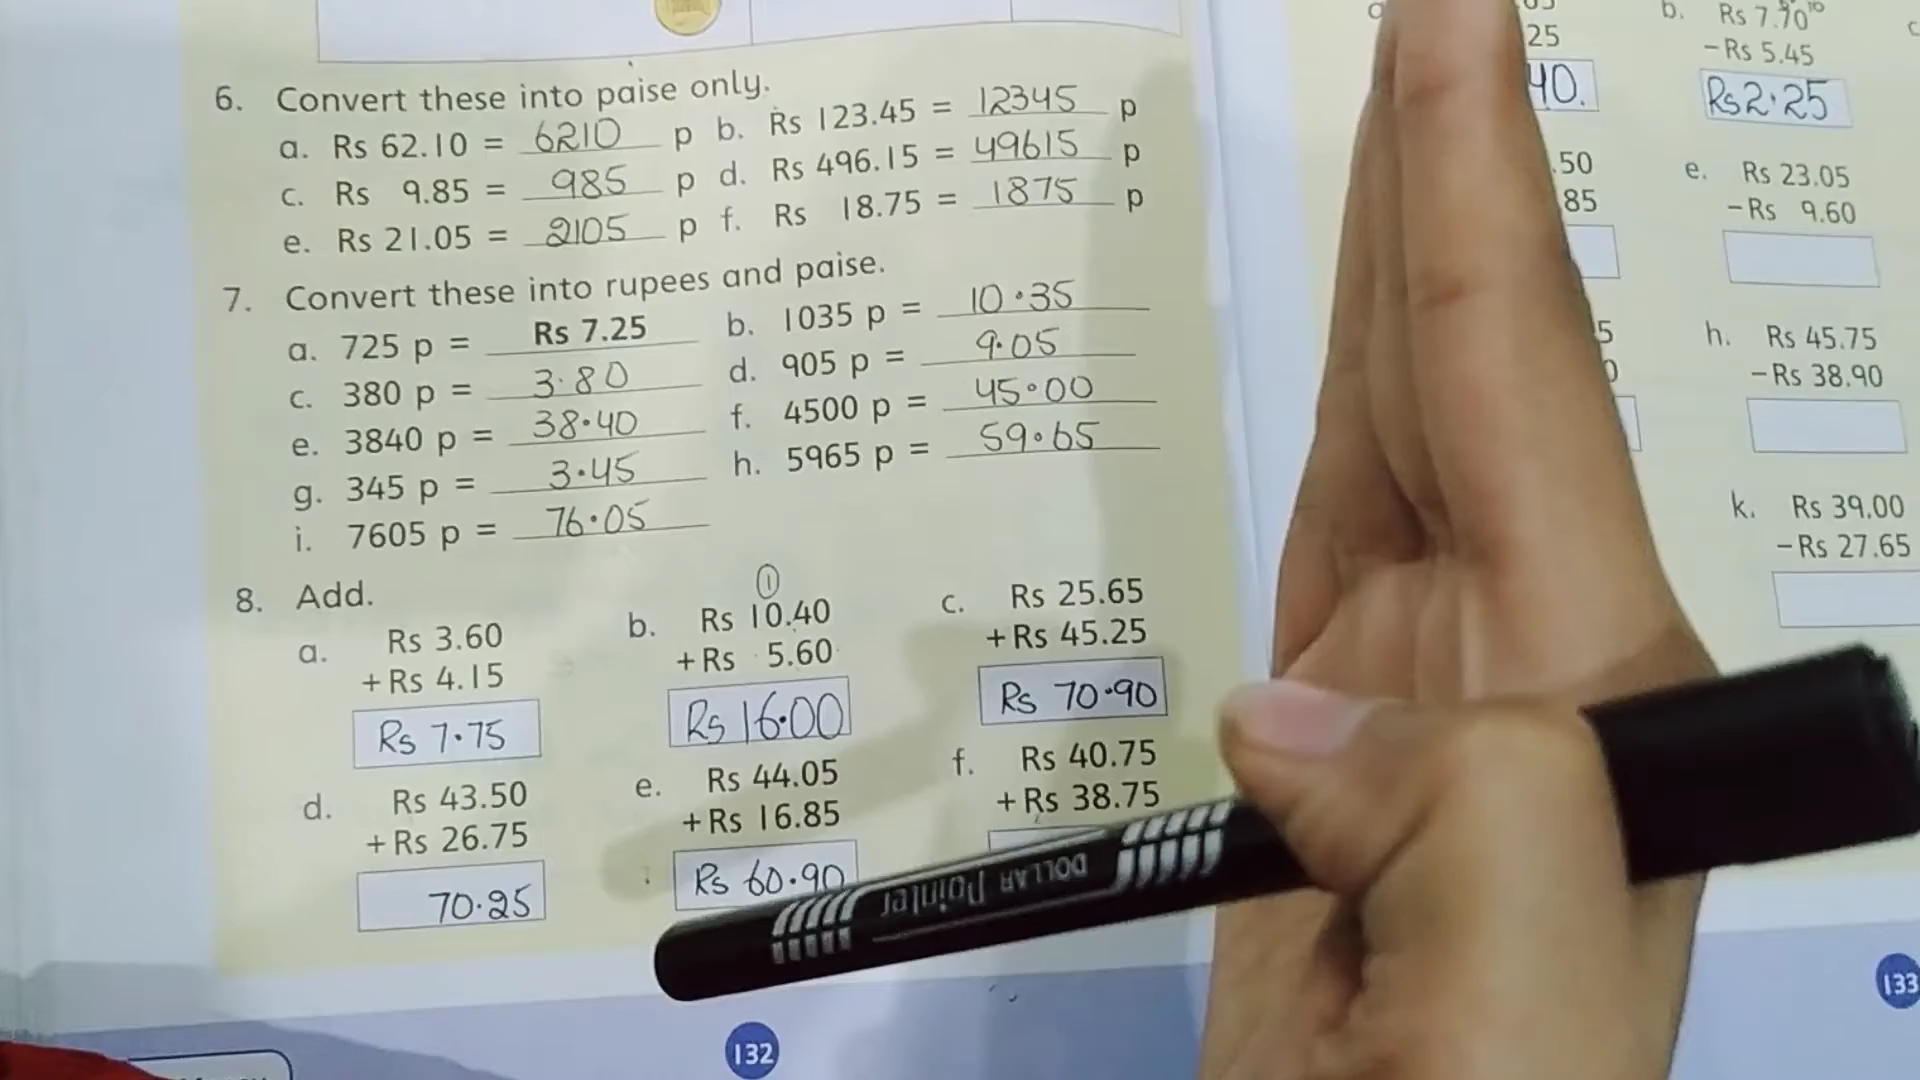 6. Convert these into paise only.
a. Rs 62.10 = 6210 p b. Rs 123.45 = 12345 p
c. Rs 9.85 = 985 p d. Rs 496.15 = 49615 p
e. Rs 21.05 = 2105 p f. Rs 18.75 = 1875 p
7. Convert these into rupees and paise.
a. 725 p = Rs 7.25 b. 1035 p = 10.35
c. 380 p = 3.80 d. 905 p = 9.05
e. 3840 p = 38.40 f. 4500 p = 45.00
g. 345 p = 3.45 h. 5965 p = 59.65
i. 7605 p = 76.05
8. Add.
1
a. Rs 3.60 b. Rs 10.40 c. Rs 25.65
+Rs 4.15 +Rs 5.60 +Rs 45.25
Rs 7.75 Rs 16.00 Rs 70.90
d. Rs 43.50 e. Rs 44.05 f. Rs 40.75
+Rs 26.75 +Rs 16.85 +Rs 38.75
70.25 Rs 60.90
DOLLAR Pointer
132
b. Rs 7.70
25 -Rs 5.45
40. Rs 2.25
.50 e. Rs 23.05
85 -Rs 9.60
5 h. Rs 45.75
0 -Rs 38.90
k. Rs 39.00
-Rs 27.65
133